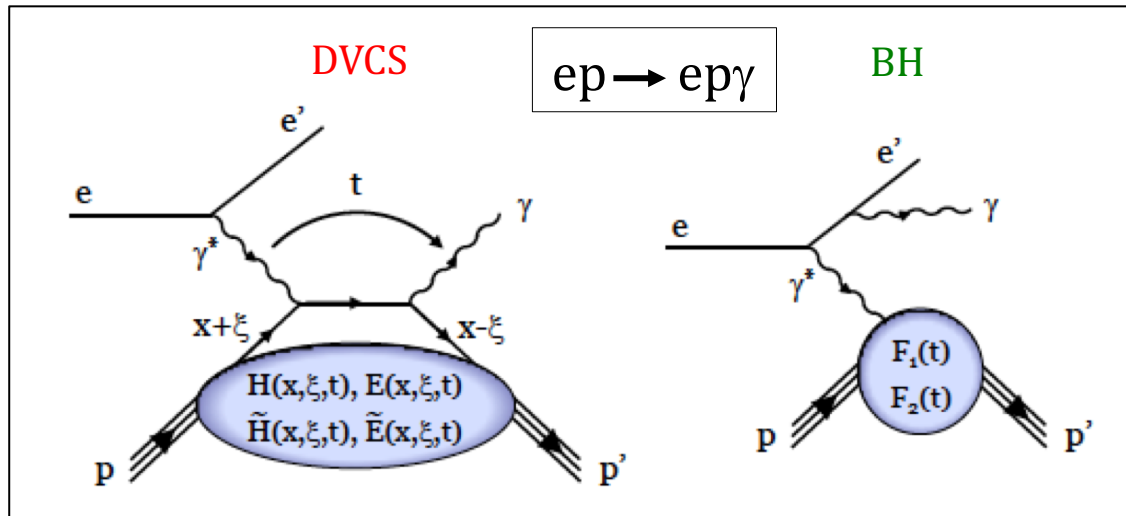 DVCS
ep → epγ
BH
e'
e
t
γ
γ*
x+ξ
x-ξ
H(x,ξ,t), E(x,ξ,t)
H̃(x,ξ,t), Ẽ(x,ξ,t)
p
p'
e'
γ
e
γ*
F₁(t)
F₂(t)
p
p'